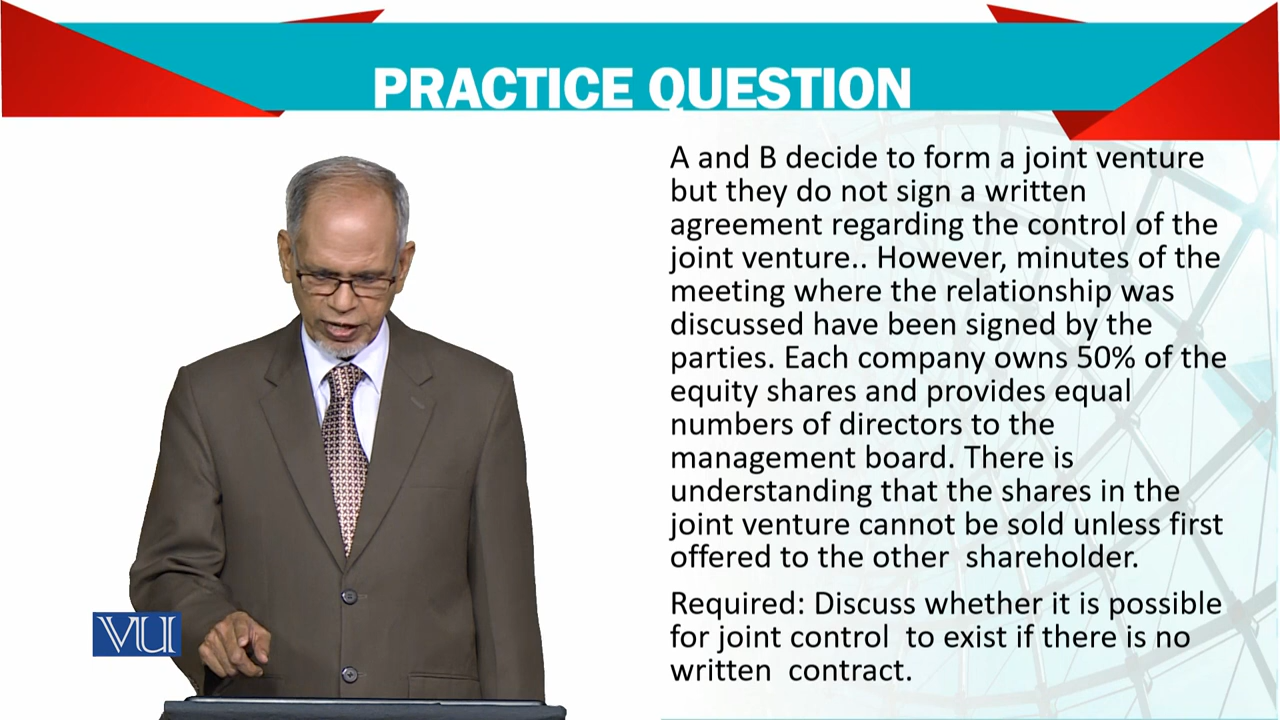 PRACTICE QUESTION
A and B decide to form a joint venture
but they do not sign a written
agreement regarding the control of the
joint venture.. However, minutes of the
meeting where the relationship was
discussed have been signed by the
parties. Each company owns 50% of the
equity shares and provides equal
numbers of directors to the
management board. There is
understanding that the shares in the
joint venture cannot be sold unless first
offered to the other shareholder.
Required: Discuss whether it is possible
for joint control to exist if there is no
written contract.
VU